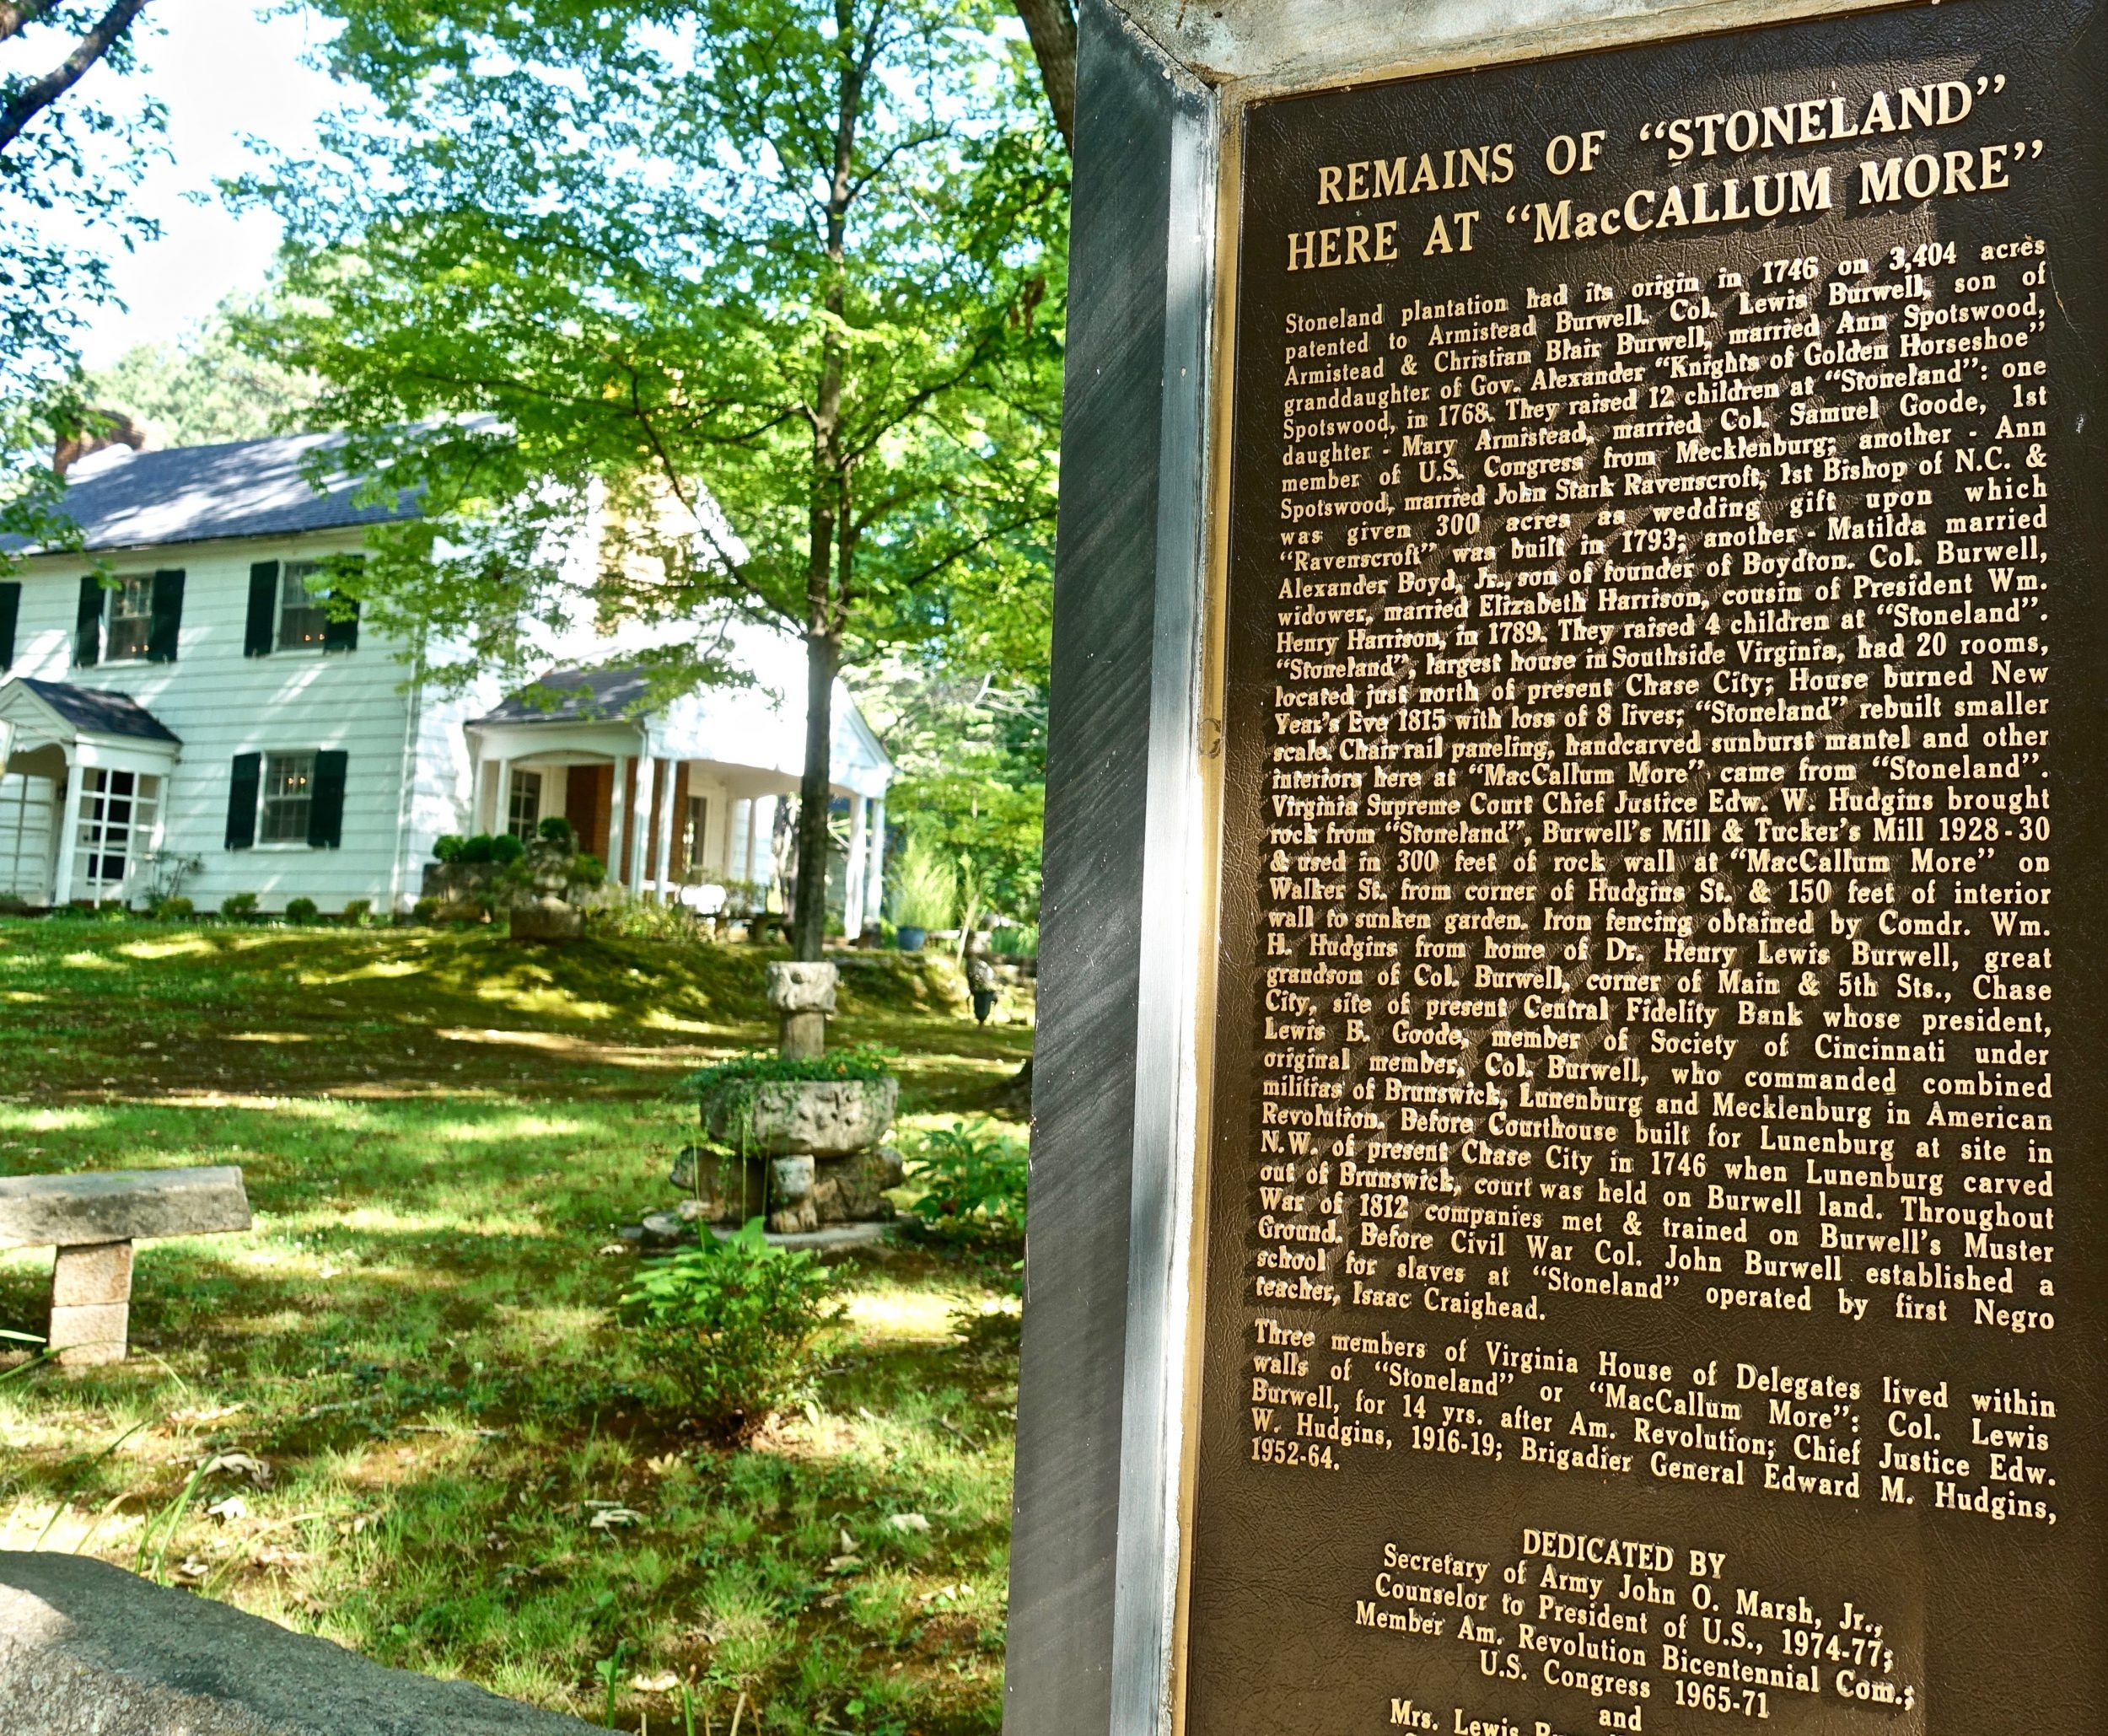 REMAINS OF “STONELAND”
HERE AT “MacCALLUM MORE”
Stoneland plantation had its origin in 1746 on 3,404 acres
patented to Armistead Burwell. Col. Lewis Burwell, son of
Armistead & Christian Blair Burwell, married Ann Spotswood,
granddaughter of Gov. Alexander “Knights of Golden Horseshoe”
Spotswood, in 1768. They raised 12 children at “Stoneland”: one
daughter - Mary Armistead, married Col. Samuel Goode, 1st
member of U.S. Congress from Mecklenburg; another - Ann
Spotswood, married John Stark Ravenscroft, 1st Bishop of N.C. &
was given 300 acres as wedding gift upon which
“Ravenscroft” was built in 1793; another - Matilda married
Alexander Boyd, Jr., son of founder of Boydton. Col. Burwell,
widower, married Elizabeth Harrison, cousin of President Wm.
Henry Harrison, in 1789. They raised 4 children at “Stoneland”.
“Stoneland”, largest house in Southside Virginia, had 20 rooms,
located just north of present Chase City; House burned New
Year’s Eve 1815 with loss of 8 lives; “Stoneland” rebuilt smaller
scale. Chair rail paneling, handcarved sunburst mantel and other
interiors here at “MacCallum More” came from “Stoneland”.
Virginia Supreme Court Chief Justice Edw. W. Hudgins brought
rock from “Stoneland”, Burwell’s Mill & Tucker’s Mill 1928-30
& used in 300 feet of rock wall at “MacCallum More” on
Walker St. from corner of Hudgins St. & 150 feet of interior
wall to sunken garden. Iron fencing obtained by Comdr. Wm.
H. Hudgins from home of Dr. Henry Lewis Burwell, great
grandson of Col. Burwell, corner of Main & 5th Sts., Chase
City, site of present Central Fidelity Bank whose president,
Lewis B. Goode, member of Society of Cincinnati under
original member, Col. Burwell, who commanded combined
militias of Brunswick, Lunenburg and Mecklenburg in American
Revolution. Before Courthouse built for Lunenburg at site in
N.W. of present Chase City in 1746 when Lunenburg carved
out of Brunswick, court was held on Burwell land. Throughout
War of 1812 companies met & trained on Burwell’s Muster
Ground. Before Civil War Col. John Burwell established a
school for slaves at “Stoneland” operated by first Negro
teacher, Isaac Craighead.
Three members of Virginia House of Delegates lived within
walls of “Stoneland” or “MacCallum More”: Col. Lewis
Burwell, for 14 yrs. after Am. Revolution; Chief Justice Edw.
W. Hudgins, 1916-19; Brigadier General Edward M. Hudgins,
1952-64.
DEDICATED BY
Secretary of Army John O. Marsh, Jr.,
Counselor to President of U.S., 1974-77;
Member Am. Revolution Bicentennial Com.;
U.S. Congress 1965-71
and
Mrs. Lewis